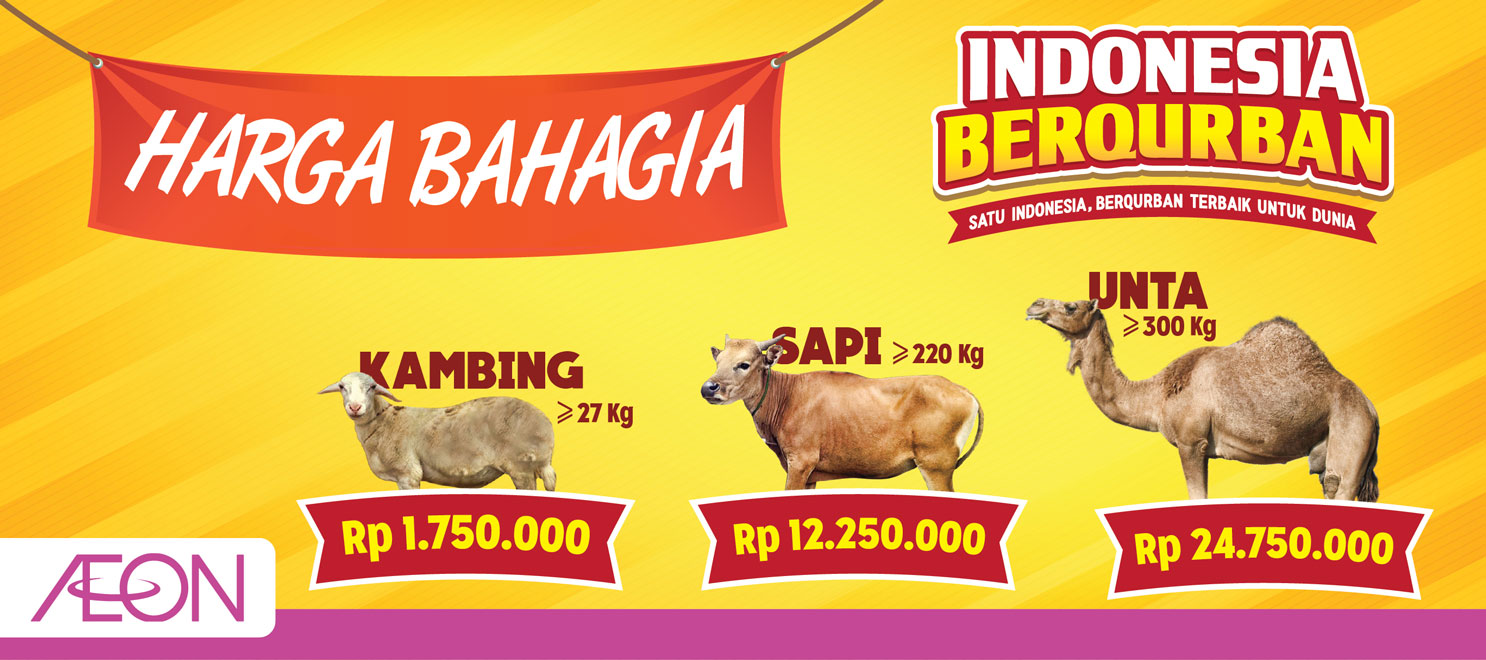 HARGA BAHAGIA
INDONESIA
BERQURBAN
SATU INDONESIA, BERQURBAN TERBAIK UNTUK DUNIA
KAMBING
⩾ 27 Kg
Rp 1.750.000
SAPI ⩾ 220 Kg
Rp 12.250.000
UNTA
⩾ 300 Kg
Rp 24.750.000
ÆON